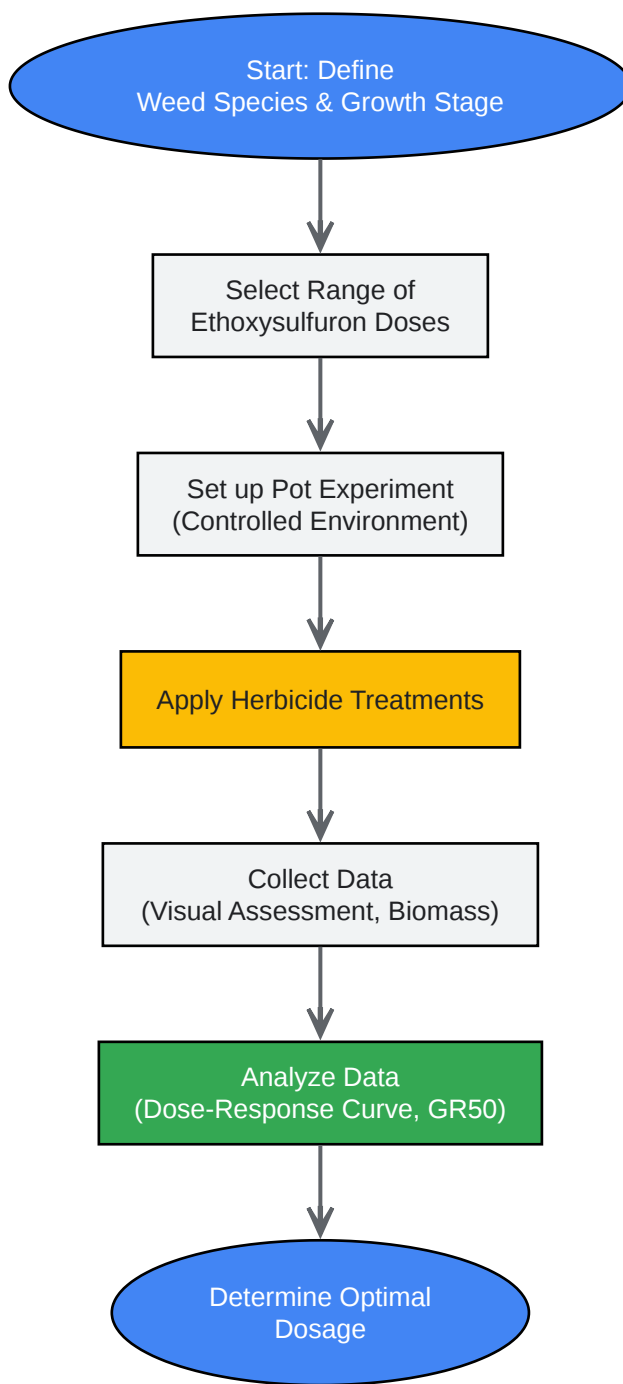 Start: Define
Weed Species & Growth Stage
Select Range of
Ethoxysulfuron Doses
Set up Pot Experiment
(Controlled Environment)
Apply Herbicide Treatments
Collect Data
(Visual Assessment, Biomass)
Analyze Data
(Dose-Response Curve, GR50)
Determine Optimal
Dosage